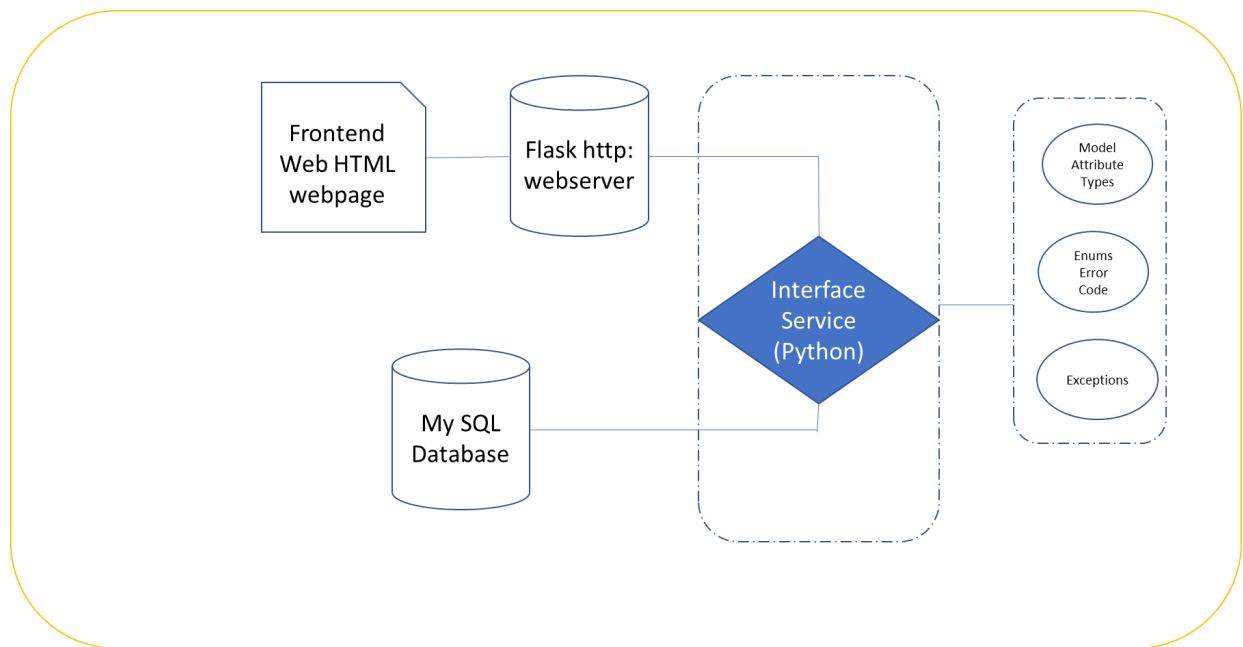 Frontend
Web HTML
webpage
Flask http:
webserver
Interface
Service
(Python)
My SQL
Database
Model
Attribute
Types
Enums
Error
Code
Exceptions